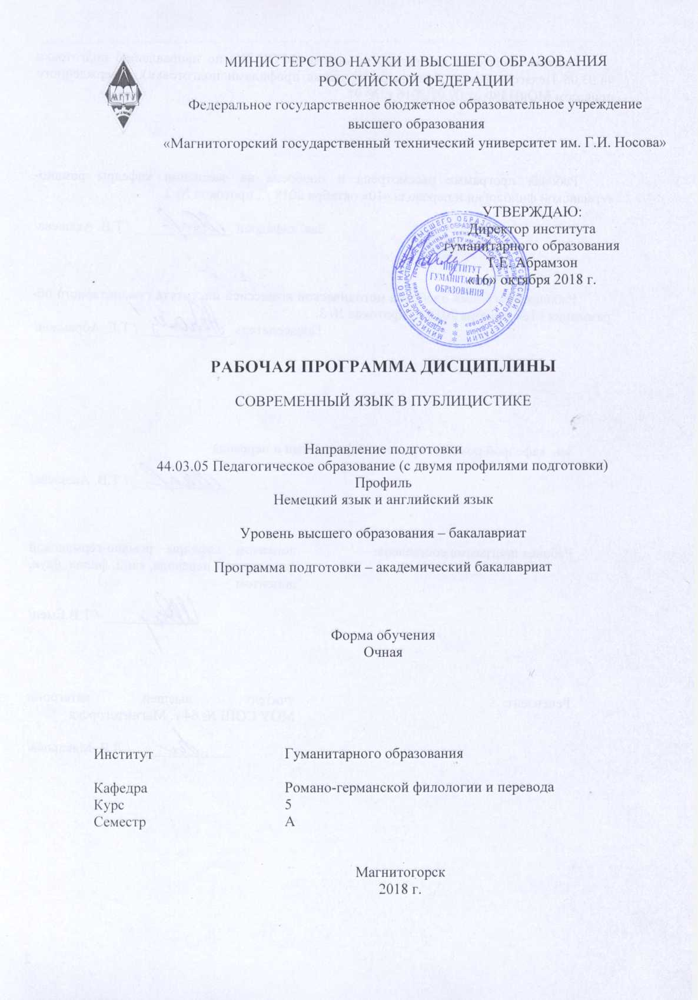 МИНИСТЕРСТВО НАУКИ И ВЫСШЕГО ОБРАЗОВАНИЯ
РОССИЙСКОЙ ФЕДЕРАЦИИ
Федеральное государственное бюджетное образовательное учреждение
высшего образования
«Магнитогорский государственный технический университет им. Г.И. Носова»
МГТУ
УТВЕРЖДАЮ:
Директор института
гуманитарного образования
Т.Е. Абрамзон
«16» октября 2018 г.
ИНСТИТУТ
ГУМАНИТАРНОГО
ОБРАЗОВАНИЯ
РАБОЧАЯ ПРОГРАММА ДИСЦИПЛИНЫ
СОВРЕМЕННЫЙ ЯЗЫК В ПУБЛИЦИСТИКЕ
Направление подготовки
44.03.05 Педагогическое образование (с двумя профилями подготовки)
Профиль
Немецкий язык и английский язык
Уровень высшего образования – бакалавриат
Программа подготовки – академический бакалавриат
Форма обучения
Очная
Институт Гуманитарного образования
Кафедра Романо-германской филологии и перевода
Курс 5
Семестр А
Магнитогорск
2018 г.